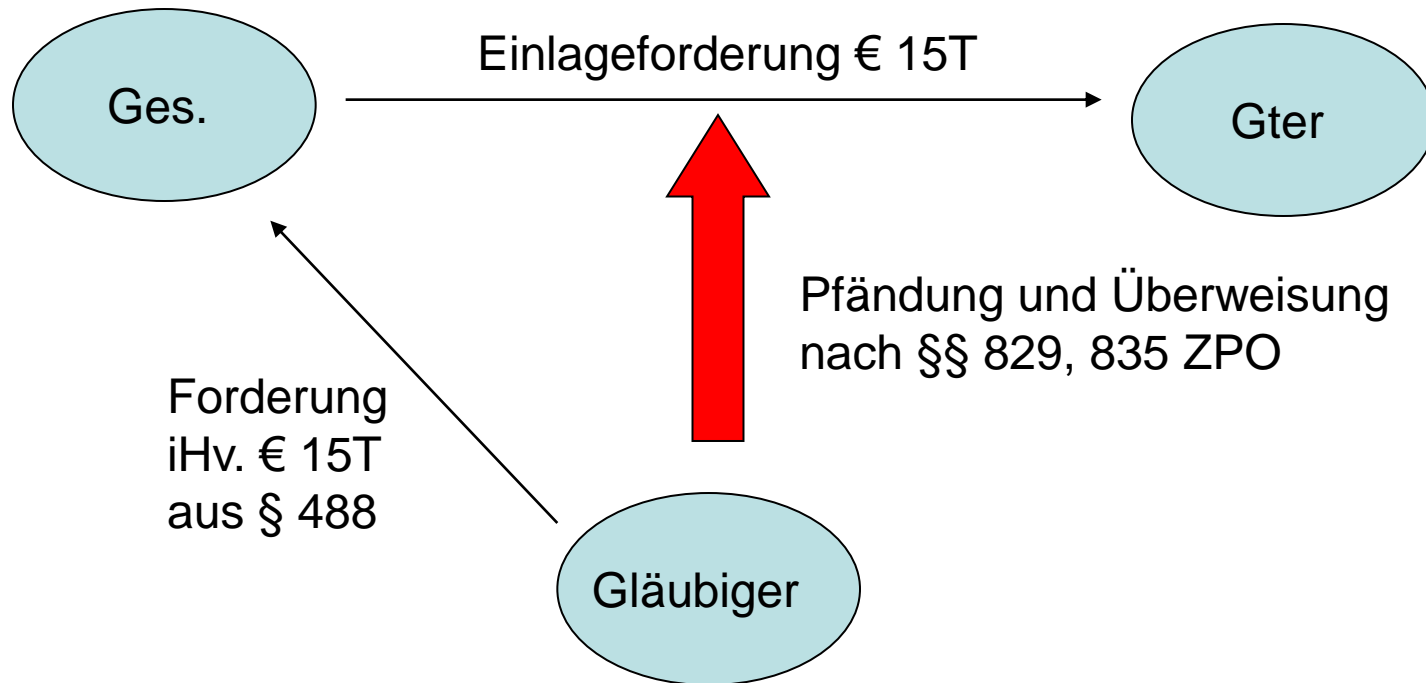 Einlageforderung € 15T
Ges.
Gter
Pfändung und Überweisung
nach §§ 829, 835 ZPO
Forderung
iHv. € 15T
aus § 488
Gläubiger